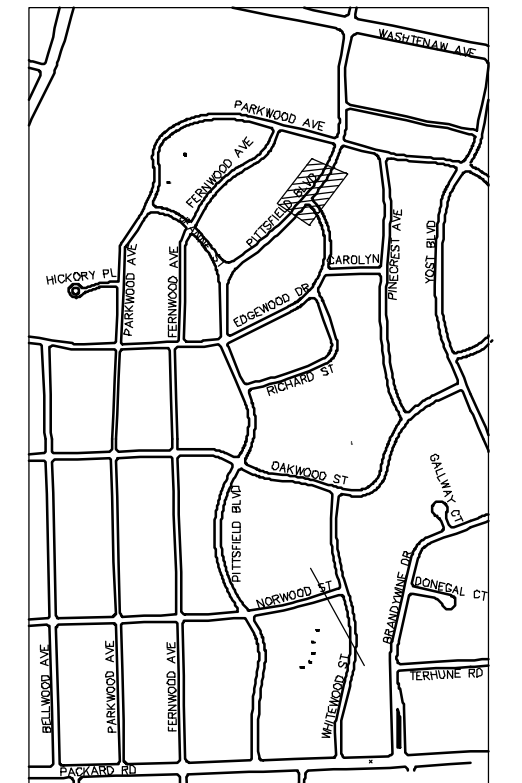 WASHTENAW AVE
PARKWOOD AVE
FERNWOOD AVE
PITTSFIELD BLVD
PINECREST AVE
YOST BLVD
CAROLYN
HICKORY PL
PARKWOOD AVE
FERNWOOD AVE
EDGEWOOD DR
RICHARD ST
OAKWOOD ST
GALLWAY CT
PITTSFIELD BLVD
NORWOOD ST
BRANDYWINE DR
DONEGAL CT
TERHUNE RD
WHITEWOOD ST
BELLWOOD AVE
PARKWOOD AVE
FERNWOOD AVE
PACKARD RD